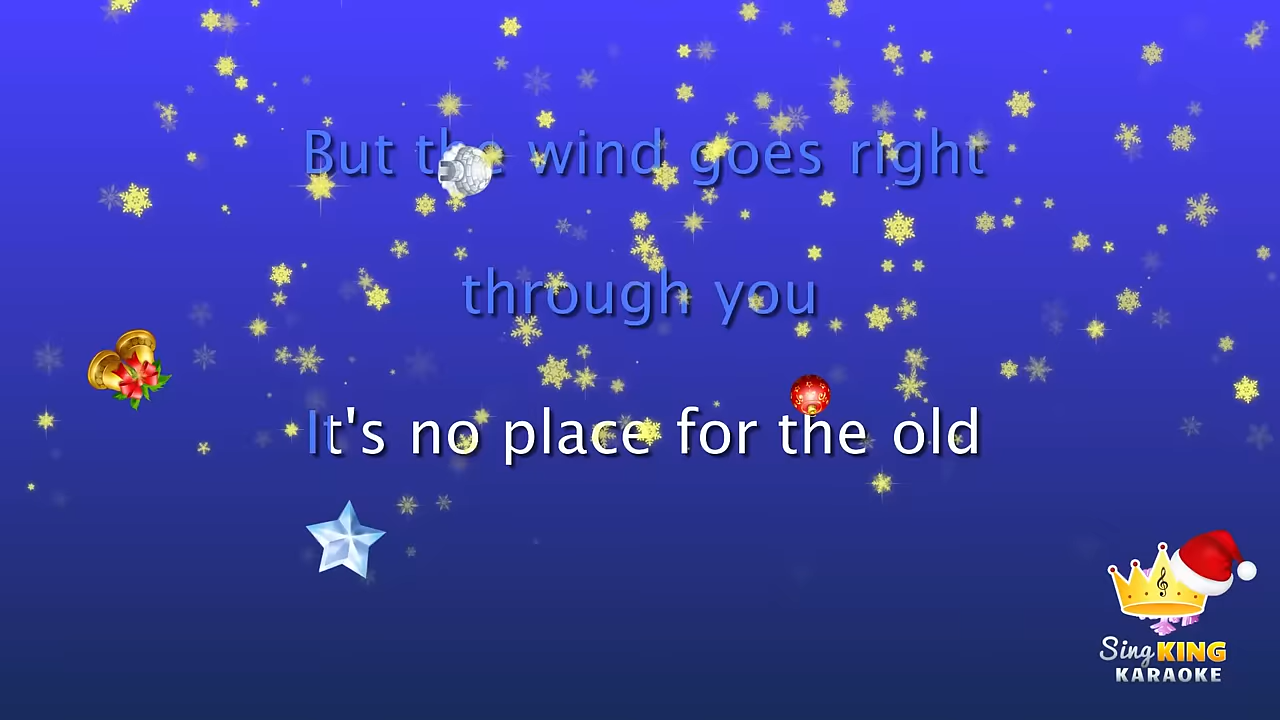 But the wind goes right
through you
It's no place for the old
Sing KING
KARAOKE